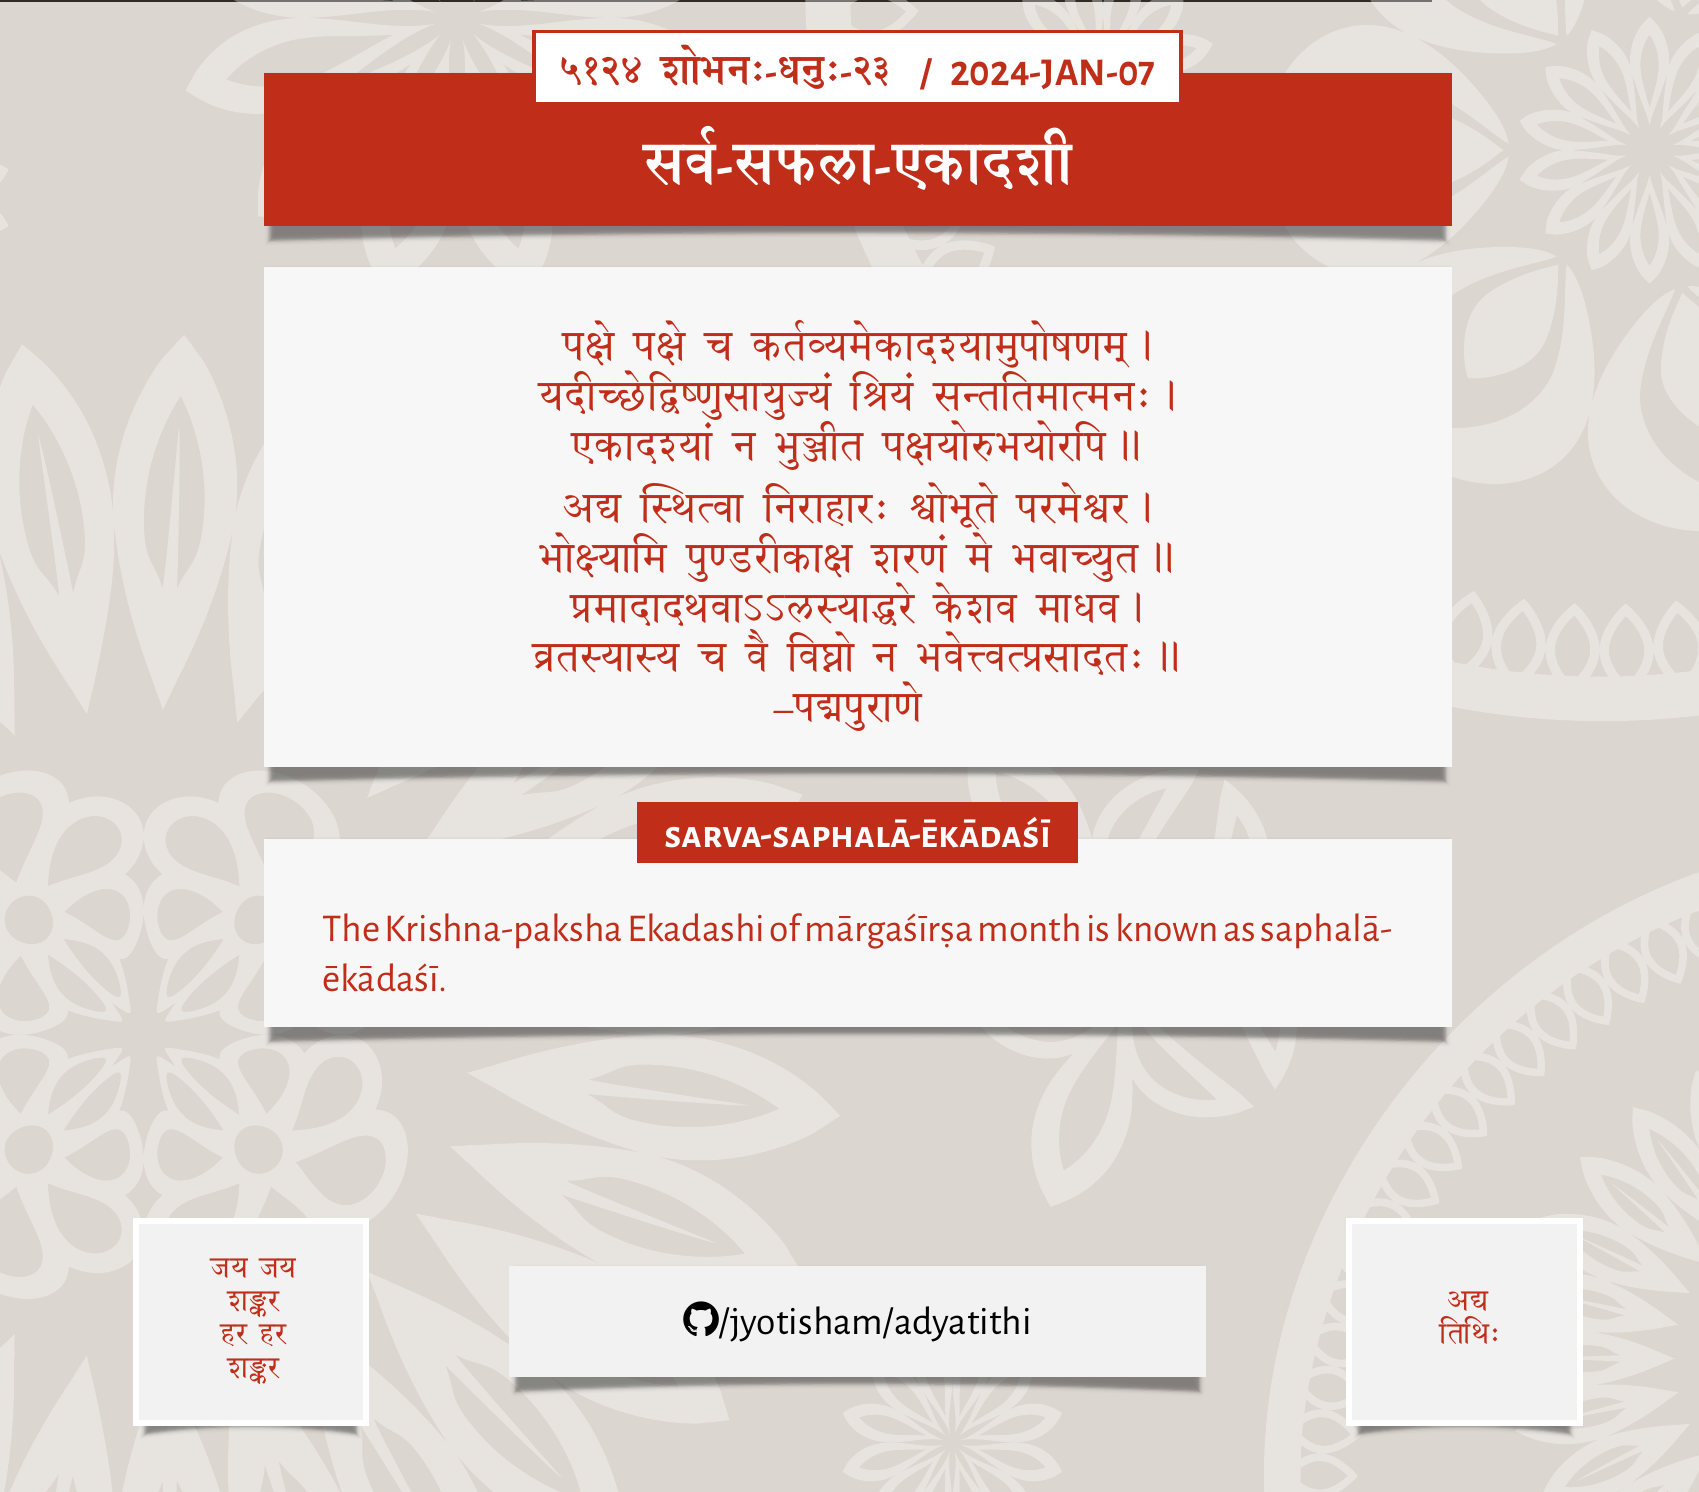 ५१२४ शोभनः-धनुः-२३ / 2024-JAN-07
सर्व-सफला-एकादशी
पक्षे पक्षे च कर्तव्यमेकादश्यामुपोषणम्।
यदीच्छेद्विष्णुसायुज्यं श्रियं सन्ततिमात्मनः।
एकादश्यां न भुञ्जीत पक्षयोरुभयोरपि॥
अद्य स्थित्वा निराहारः श्वोभूते परमेश्वर।
भोक्ष्यामि पुण्डरीकाक्ष शरणं मे भवाच्युत॥
प्रमादादथवाऽऽलस्याद्धरे केशव माधव।
व्रतस्यास्य च वै विघ्नो न भवेत्त्वत्प्रसादतः॥
–पद्मपुराणे
SARVA-SAPHALĀ-ĒKĀDAŚĪ
The Krishna-paksha Ekadashi of mārgaśīrṣa month is known as saphalā-
ēkādaśī.
जय जय
शङ्कर
हर हर
शङ्कर
/jyotisham/adyatithi
अद्य
तिथिः